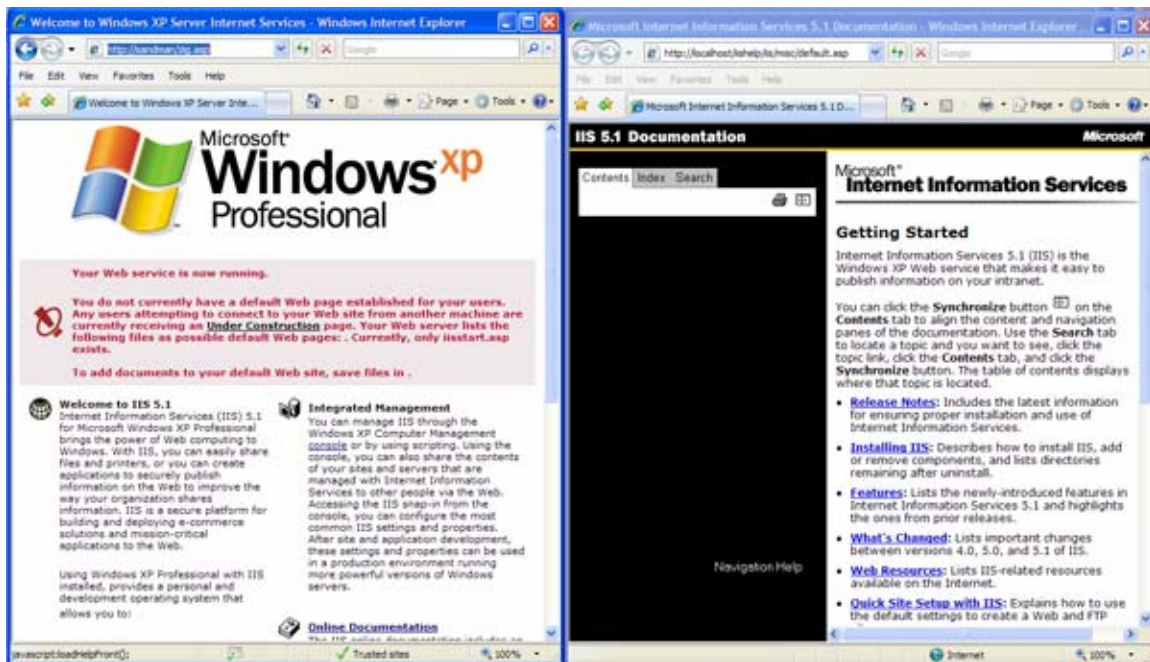 Welcome to Windows XP Server Internet Services - Windows Internet Explorer
Google
File Edit View Favorites Tools Help
Welcome to Windows XP Server Inte...
Page Tools
Microsoft
Windows xp
Professional
Your Web service is now running.
You do not currently have a default Web page established for your users.
Any users attempting to connect to your Web site from another machine are
currently receiving an Under Construction page. Your Web server lists the
following files as possible default Web pages: . Currently, only iisstart.asp
exists.
To add documents to your default Web site, save files in .
Welcome to IIS 5.1
Internet Information Services (IIS) 5.1
for Microsoft Windows XP Professional
brings the power of Web computing to
Windows. With IIS, you can easily share
files and printers, or you can create
applications to securely publish
information on the Web to improve the
way your organization shares
information. IIS is a secure platform for
building and deploying e-commerce
solutions and mission-critical
applications to the Web.
Using Windows XP Professional with IIS
installed, provides a personal and
development operating system that
allows you to:
Integrated Management
You can manage IIS through the
Windows XP Computer Management
console or by using scripting. Using the
console, you can also share the contents
of your sites and servers that are
managed with Internet Information
Services to other people via the Web.
Accessing the IIS snap-in from the
console, you can configure the most
common IIS settings and properties.
After site and application development,
these settings and properties can be used
in a production environment running
more powerful versions of Windows
servers.
Online Documentation
The IIS online documentation includes an
javascript:loadHelpFront();
Trusted sites
100%
Microsoft Internet Information Services 5.1 Documentation - Windows Internet Explorer
http://localhost/iishelp/iis/misc/default.asp
Google
File Edit View Favorites Tools Help
Microsoft Internet Information Services 5.1 D...
Page Tools
IIS 5.1 Documentation
Microsoft
Contents Index Search
Navigation Help
Microsoft®
Internet Information Services
Getting Started
Internet Information Services 5.1 (IIS) is the
Windows XP Web service that makes it easy to
publish information on your intranet.
You can click the Synchronize button on the
Contents tab to align the content and navigation
panes of the documentation. Use the Search tab
to locate a topic and you want to see, click the
topic link, click the Contents tab, and click the
Synchronize button. The table of contents displays
where that topic is located.
• Release Notes: Includes the latest information
for ensuring proper installation and use of
Internet Information Services.
• Installing IIS: Describes how to install IIS, add
or remove components, and lists directories
remaining after uninstall.
• Features: Lists the newly-introduced features in
Internet Information Services 5.1 and highlights
the ones from prior releases.
• What's Changed: Lists important changes
between versions 4.0, 5.0, and 5.1 of IIS.
• Web Resources: Lists IIS-related resources
available on the Internet.
• Quick Site Setup with IIS: Explains how to use
the default settings to create a Web and FTP
Internet
100%